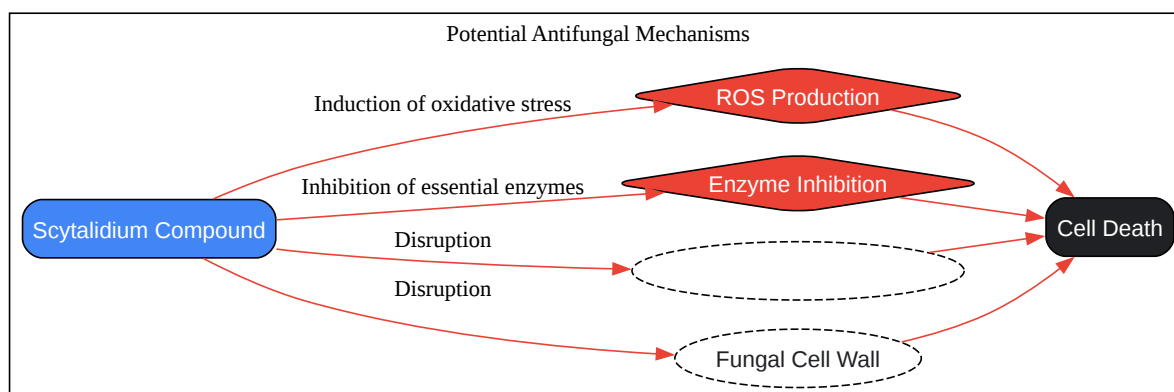 Potential Antifungal Mechanisms
Induction of oxidative stress
ROS Production
Inhibition of essential enzymes
Enzyme Inhibition
Scytalidium Compound
Cell Death
Disruption
Disruption
Fungal Cell Wall